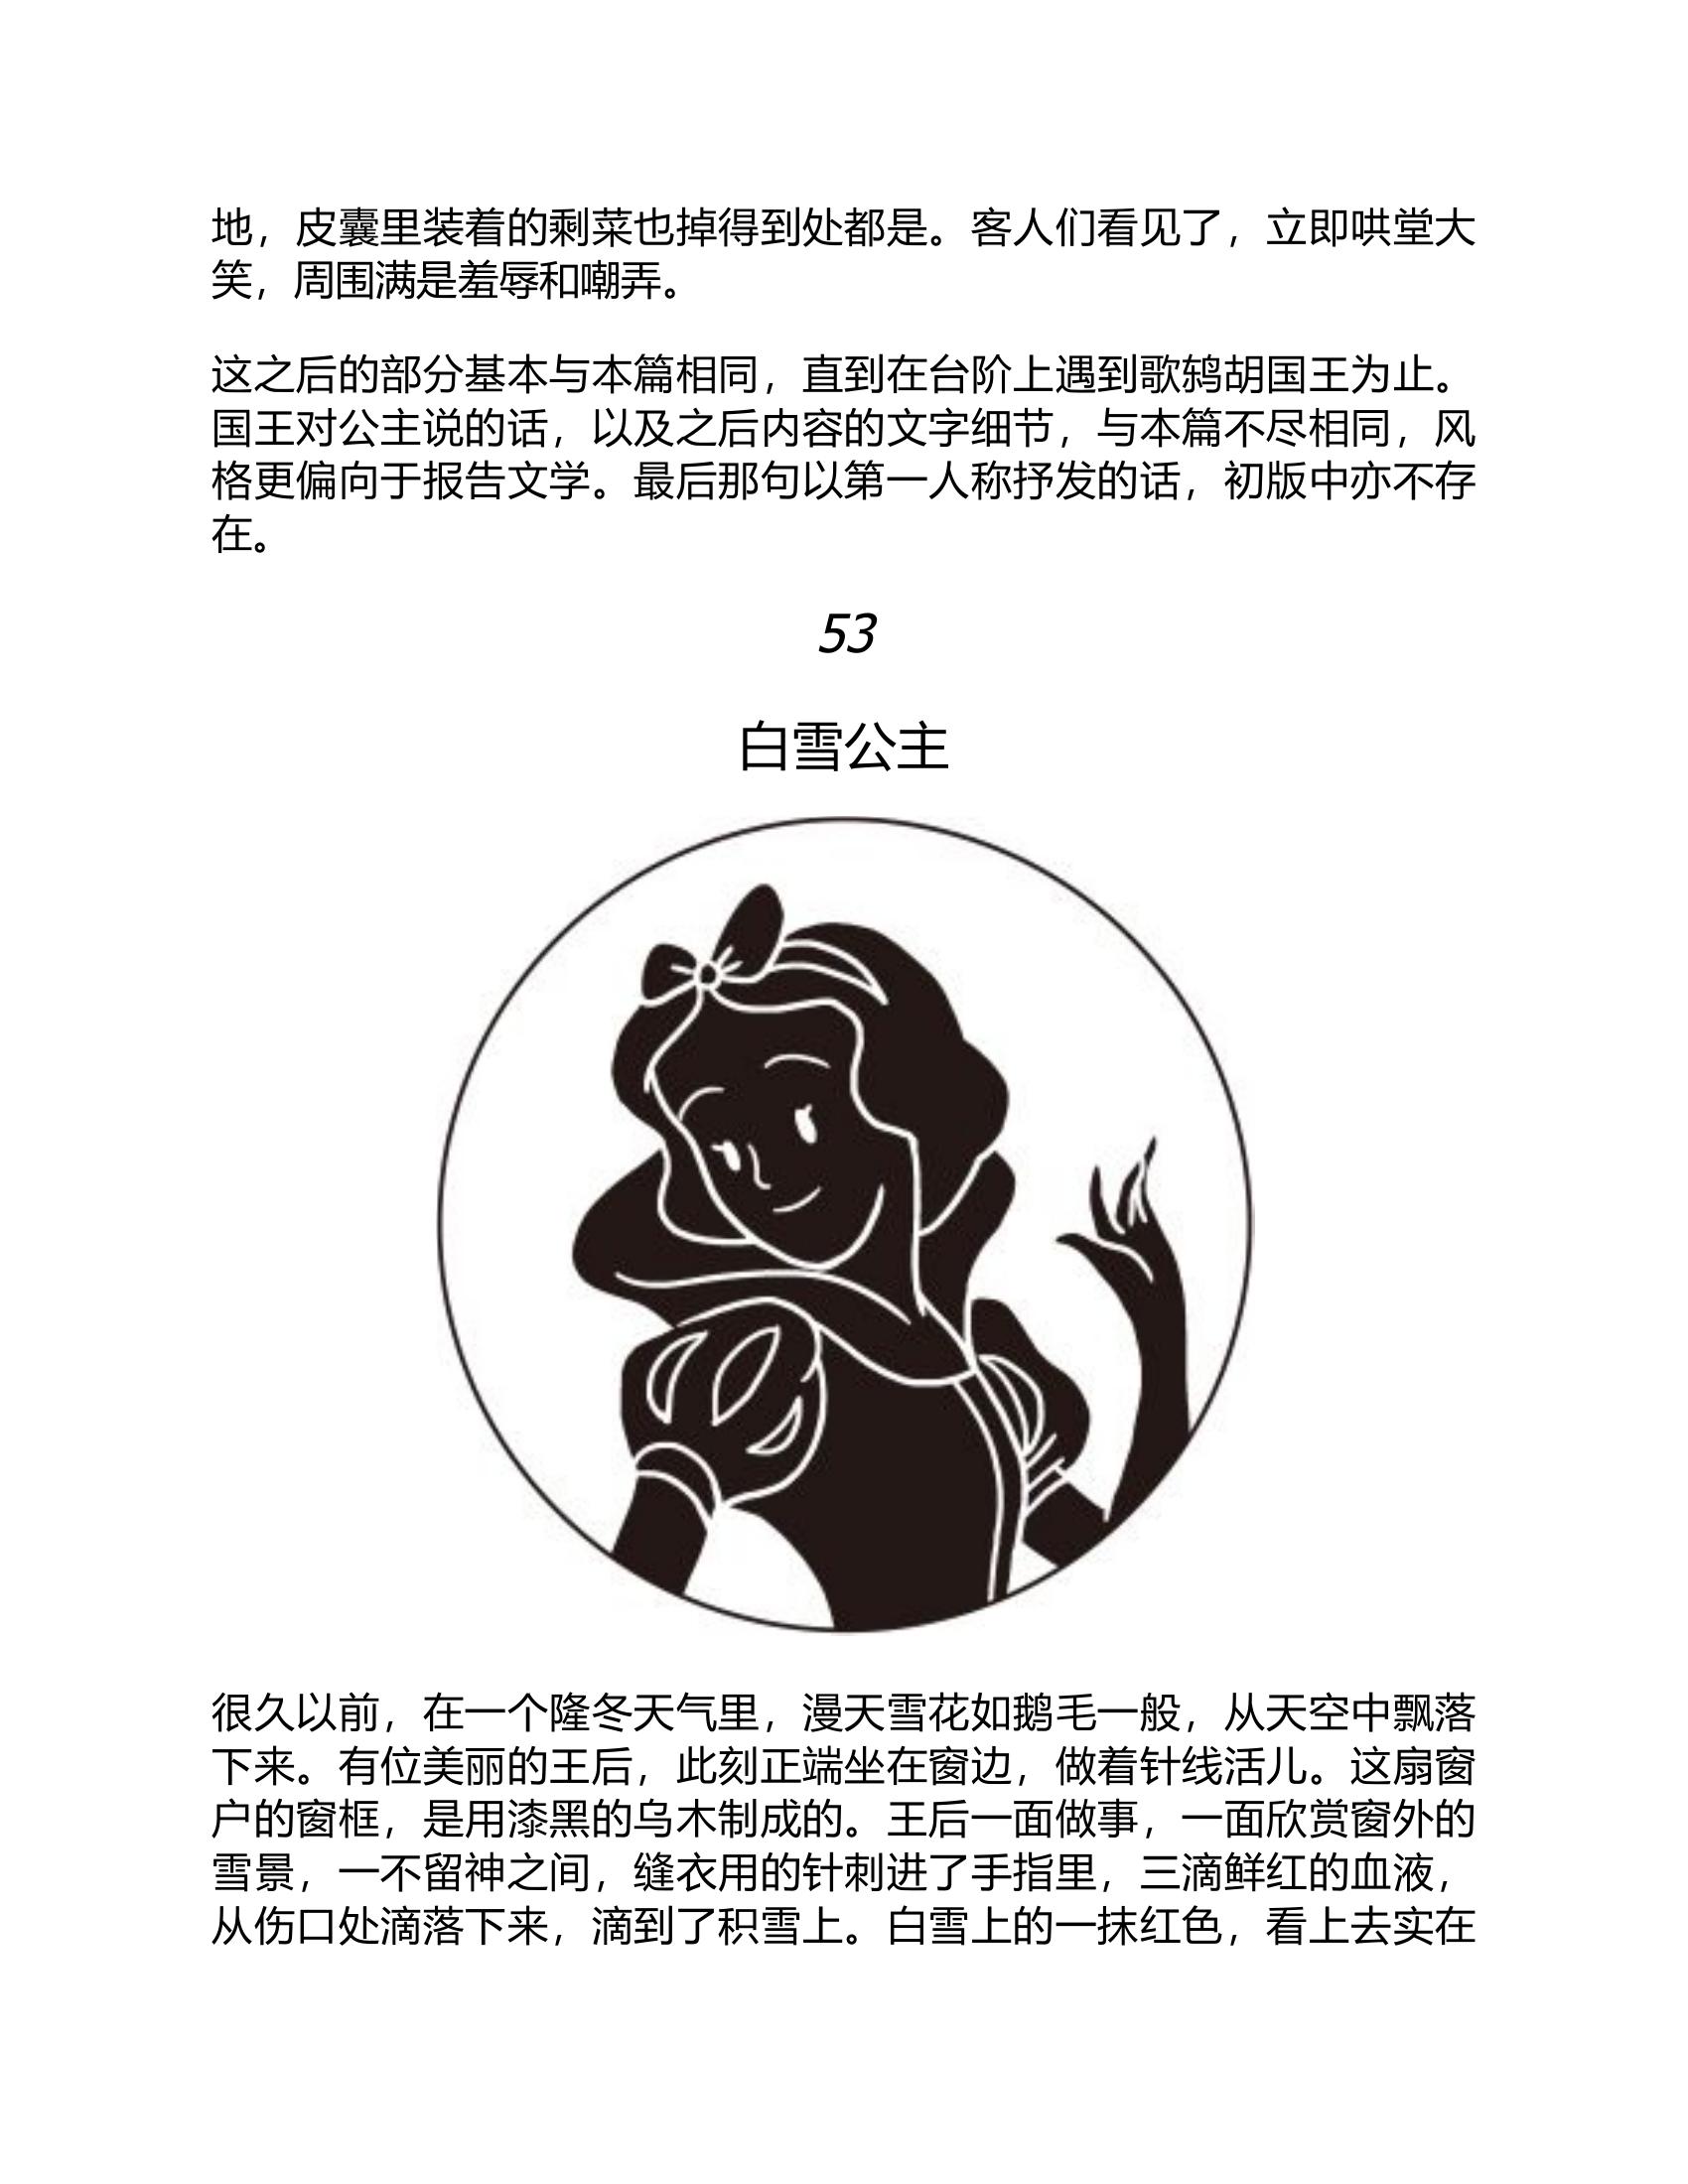 地，皮囊里装着的剩菜也掉得到处都是。客人们看见了，立即哄堂大
笑，周围满是羞辱和嘲弄。
这之后的部分基本与本篇相同，直到在台阶上遇到歌鸫胡国王为止。
国王对公主说的话，以及之后内容的文字细节，与本篇不尽相同，风
格更偏向于报告文学。最后那句以第一人称抒发的话，初版中亦不存
在。
53
白雪公主
很久以前，在一个隆冬天气里，漫天雪花如鹅毛一般，从天空中飘落
下来。有位美丽的王后，此刻正端坐在窗边，做着针线活儿。这扇窗
户的窗框，是用漆黑的乌木制成的。王后一面做事，一面欣赏窗外的
雪景，一不留神之间，缝衣用的针刺进了手指里，三滴鲜红的血液，
从伤口处滴落下来，滴到了积雪上。白雪上的一抹红色，看上去实在